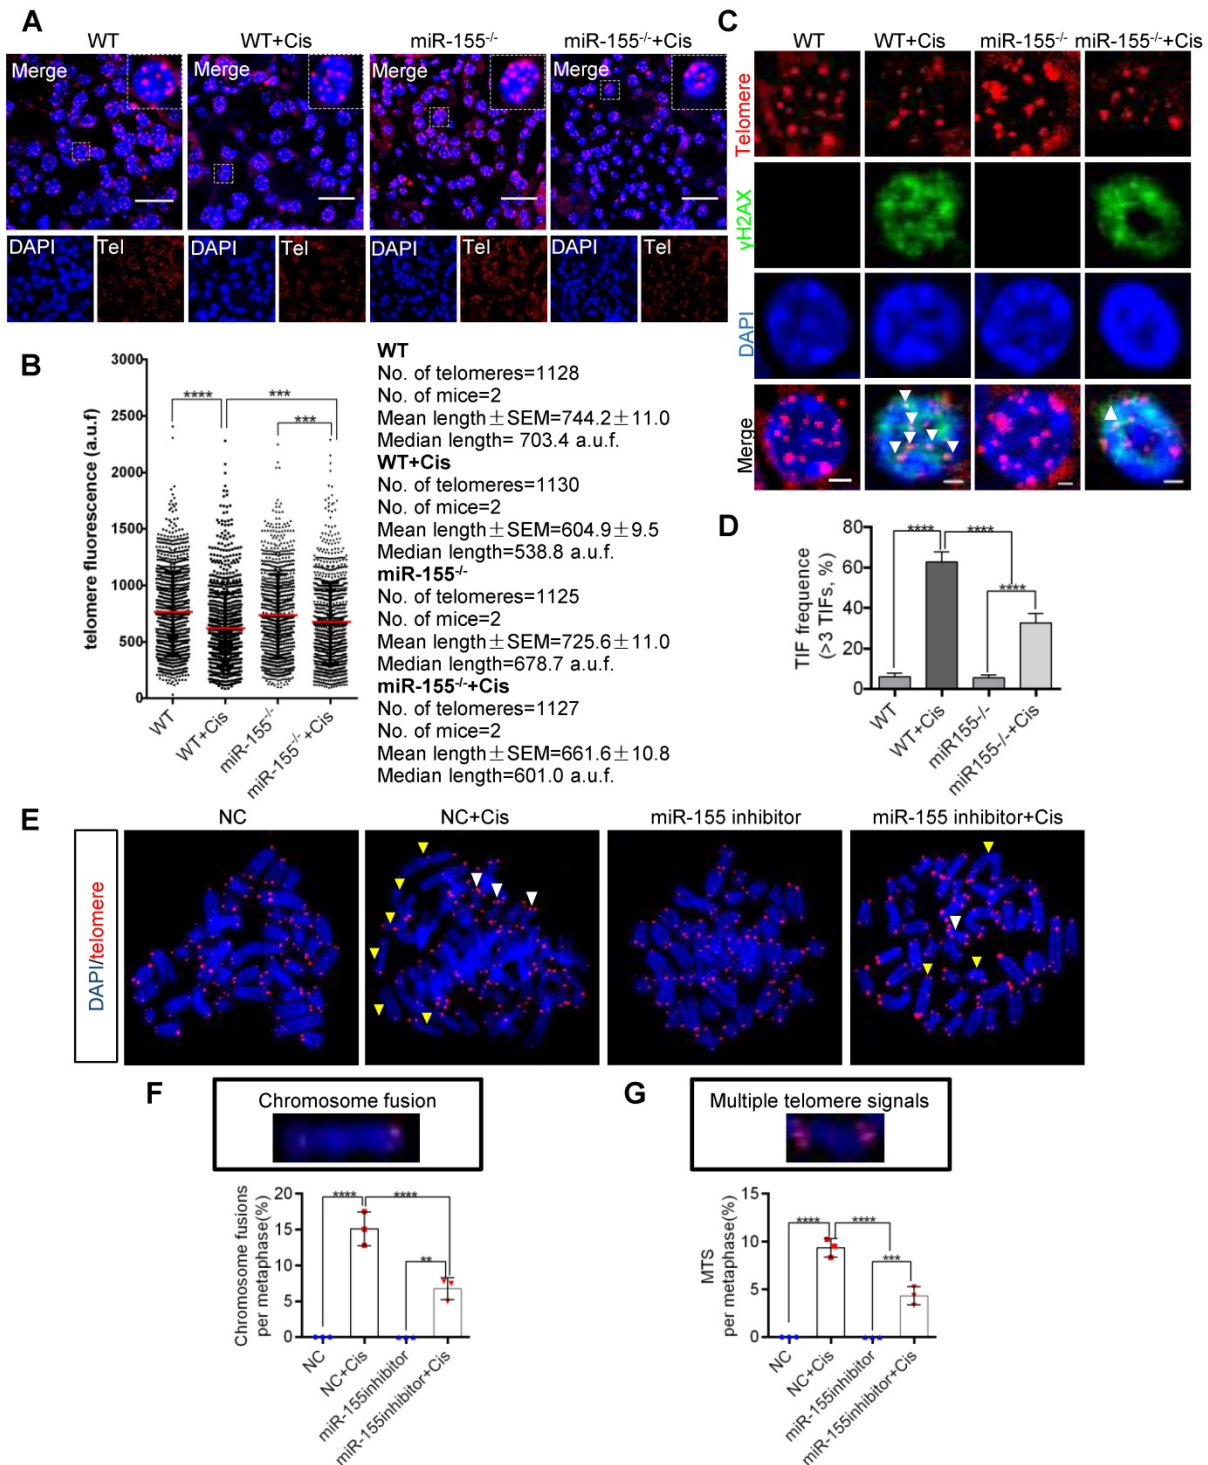 A
WT
WT+Cis
miR-155⁻/⁻
miR-155⁻/⁻+Cis
Merge
Merge
Merge
Merge
DAPI
Tel
DAPI
Tel
DAPI
Tel
DAPI
Tel
B
telomere fluorescence (a.u.f)
3000
2500
2000
1500
1000
500
0
****
***
***
WT
WT+Cis
miR-155⁻/⁻
miR-155⁻/⁻+Cis
WT
No. of telomeres=1128
No. of mice=2
Mean length±SEM=744.2±11.0
Median length= 703.4 a.u.f.
WT+Cis
No. of telomeres=1130
No. of mice=2
Mean length±SEM=604.9±9.5
Median length=538.8 a.u.f.
miR-155⁻/⁻
No. of telomeres=1125
No. of mice=2
Mean length±SEM=725.6±11.0
Median length=678.7 a.u.f.
miR-155⁻/⁻+Cis
No. of telomeres=1127
No. of mice=2
Mean length±SEM=661.6±10.8
Median length=601.0 a.u.f.
C
WT
WT+Cis
miR-155⁻/⁻
miR-155⁻/⁻+Cis
Telomere
γH2AX
DAPI
Merge
D
TIF frequency
(>3 TIFs, %)
80
60
40
20
0
****
****
****
WT
WT+Cis
miR155-/-
miR155-/-+Cis
E
NC
NC+Cis
miR-155 inhibitor
miR-155 inhibitor+Cis
DAPI/telomere
F
Chromosome fusion
Chromosome fusions
per metaphase(%)
20
15
10
5
0
****
****
**
NC
NC+Cis
miR-155inhibitor
miR-155inhibitor+Cis
G
Multiple telomere signals
MTS
per metaphase(%)
15
10
5
0
****
****
***
NC
NC+Cis
miR-155inhibitor
miR-155inhibitor+Cis